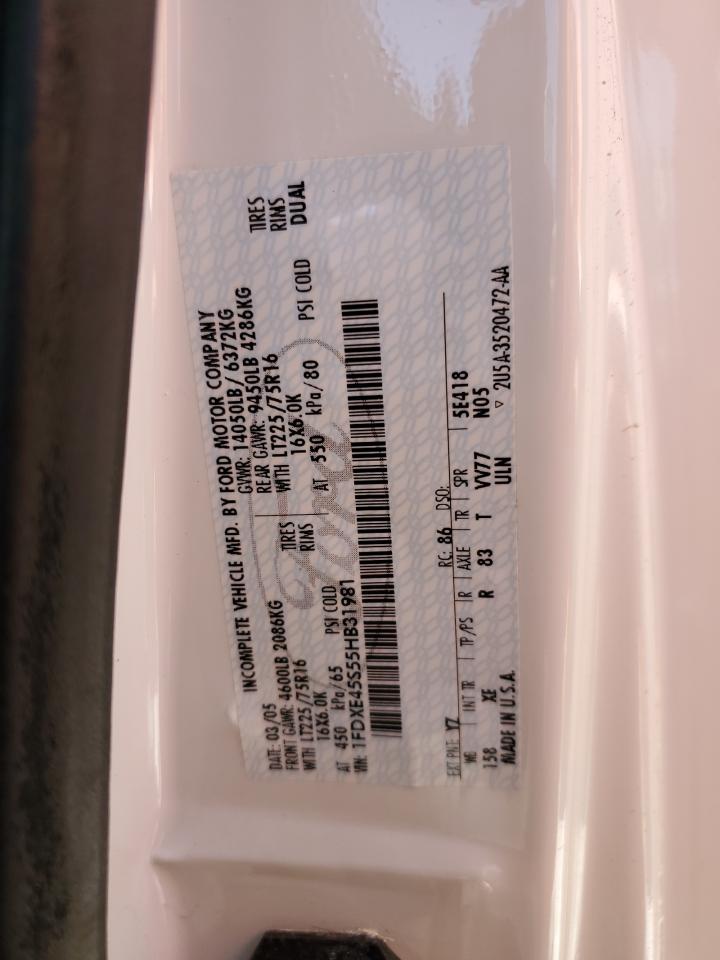 INCOMPLETE VEHICLE MFD. BY FORD MOTOR COMPANY
DATE: 03/05 GVWR: 14050LB/ 6372KG
FRONT GAWR: 4600LB 2086KG REAR GAWR: 9450LB 4286KG
WITH LT225/75R16 TIRES WITH LT225/75R16 TIRES
16X6.0K RIMS 16X6.0K RIMS
AT 450 kPa/65 PSI COLD AT 550 kPa/80 PSI COLD DUAL
VIN: 1FDXE45S55HB31981
Ford
EXT PNT: YZ RC: 86 DSO:
WB INT TR TP/PS R AXLE TR SPR 5E418
158 XE R 83 T VV77 N05
MADE IN U.S.A. ULN ▽ 2U5A-3520472-AA